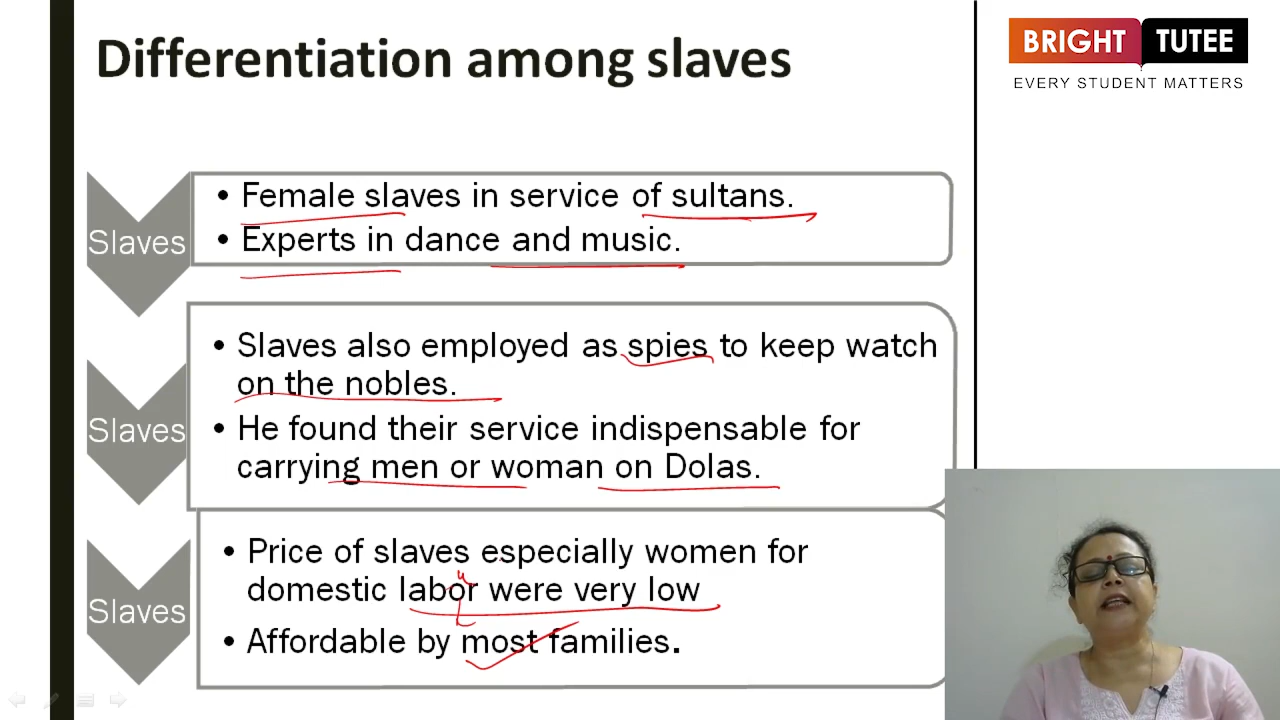 Differentiation among slaves
BRIGHT TUTEE
EVERY STUDENT MATTERS
Slaves
• Female slaves in service of sultans.
• Experts in dance and music.
Slaves
• Slaves also employed as spies to keep watch
on the nobles.
• He found their service indispensable for
carrying men or woman on Dolas.
Slaves
• Price of slaves especially women for
domestic labor were very low
u
• Affordable by most families.